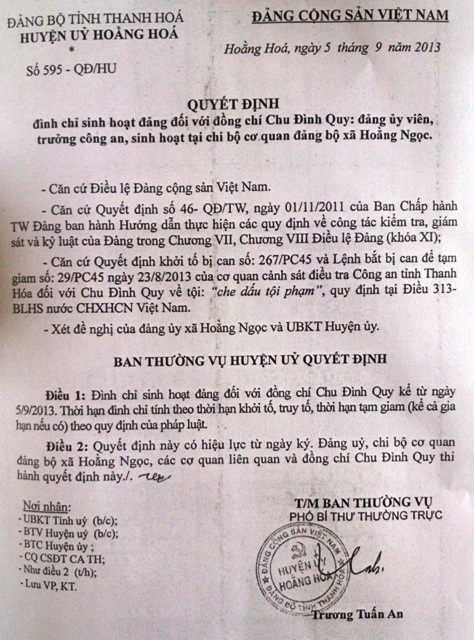 ĐẢNG BỘ TỈNH THANH HOÁ
HUYỆN UỶ HOẰNG HOÁ
*
Số 595 - QĐ/HU
ĐẢNG CỘNG SẢN VIỆT NAM
Hoằng Hoá, ngày 5 tháng 9 năm 2013
QUYẾT ĐỊNH
đình chỉ sinh hoạt đảng đối với đồng chí Chu Đình Quy: đảng ủy viên,
trưởng công an, sinh hoạt tại chi bộ cơ quan đảng bộ xã Hoằng Ngọc.
- Căn cứ Điều lệ Đảng cộng sản Việt Nam.
- Căn cứ Quyết định số 46- QĐ/TW, ngày 01/11/2011 của Ban Chấp hành
TW Đảng ban hành Hướng dẫn thực hiện các quy định về công tác kiểm tra, giám
sát và kỷ luật của Đảng trong Chương VII, Chương VIII Điều lệ Đảng (khóa XI);
- Căn cứ Quyết định khởi tố bị can số: 267/PC45 và Lệnh bắt bị can để tạm
giam số: 29/PC45 ngày 23/8/2013 của cơ quan cảnh sát điều tra Công an tỉnh Thanh
Hóa đối với Chu Đình Quy về tội: "che dấu tội phạm", quy định tại Điều 313-
BLHS nước CHXHCN Việt Nam.
- Xét đề nghị của đảng ủy xã Hoằng Ngọc và UBKT Huyện ủy.
BAN THƯỜNG VỤ HUYỆN UỶ QUYẾT ĐỊNH
Điều 1: Đình chỉ sinh hoạt đảng đối với đồng chí Chu Đình Quy kể từ ngày
5/9/2013. Thời hạn đình chỉ tính theo thời hạn khởi tố, truy tố, thời hạn tạm giam (kể cả gia
hạn nếu có) theo quy định của pháp luật.
Điều 2: Quyết định này có hiệu lực từ ngày ký. Đảng uỷ, chi bộ cơ quan
đảng bộ xã Hoằng Ngọc, các cơ quan liên quan và đồng chí Chu Đình Quy thi
hành quyết định này./.
Nơi nhận:
- UBKT Tỉnh uỷ (b/c);
- BTV Huyện uỷ (b/c);
- BTC Huyện ủy ;
- CQ CSĐT CA TH;
- Như điều 2 (t/h);
- Lưu VP, KT.
T/M BAN THƯỜNG VỤ
PHÓ BÍ THƯ THƯỜNG TRỰC
ĐẢNG CỘNG SẢN VIỆT NAM
HUYỆN ỦY
HOẰNG HOÁ
ĐẢNG BỘ TỈNH THANH HOÁ
Trương Tuấn An